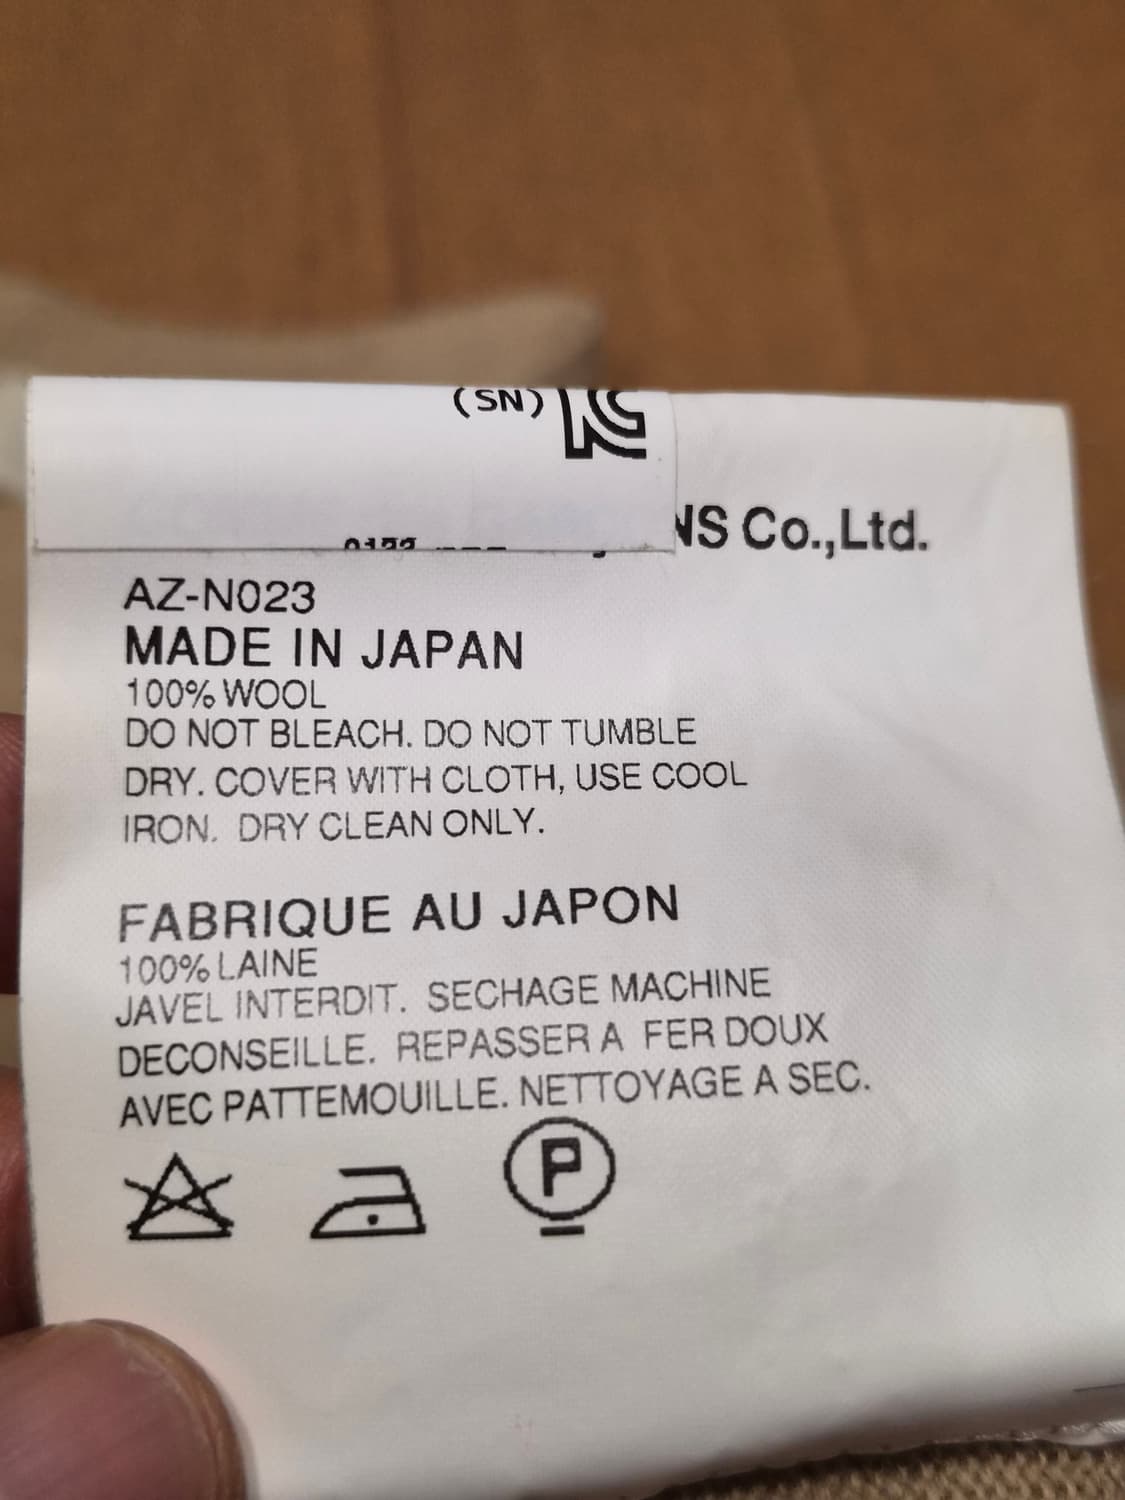 (SN)
NS Co.,Ltd.
AZ-N023
MADE IN JAPAN
100% WOOL
DO NOT BLEACH. DO NOT TUMBLE
DRY. COVER WITH CLOTH, USE COOL
IRON. DRY CLEAN ONLY.
FABRIQUE AU JAPON
100% LAINE
JAVEL INTERDIT. SECHAGE MACHINE
DECONSEILLE. REPASSER A FER DOUX
AVEC PATTEMOUILLE. NETTOYAGE A SEC.
P